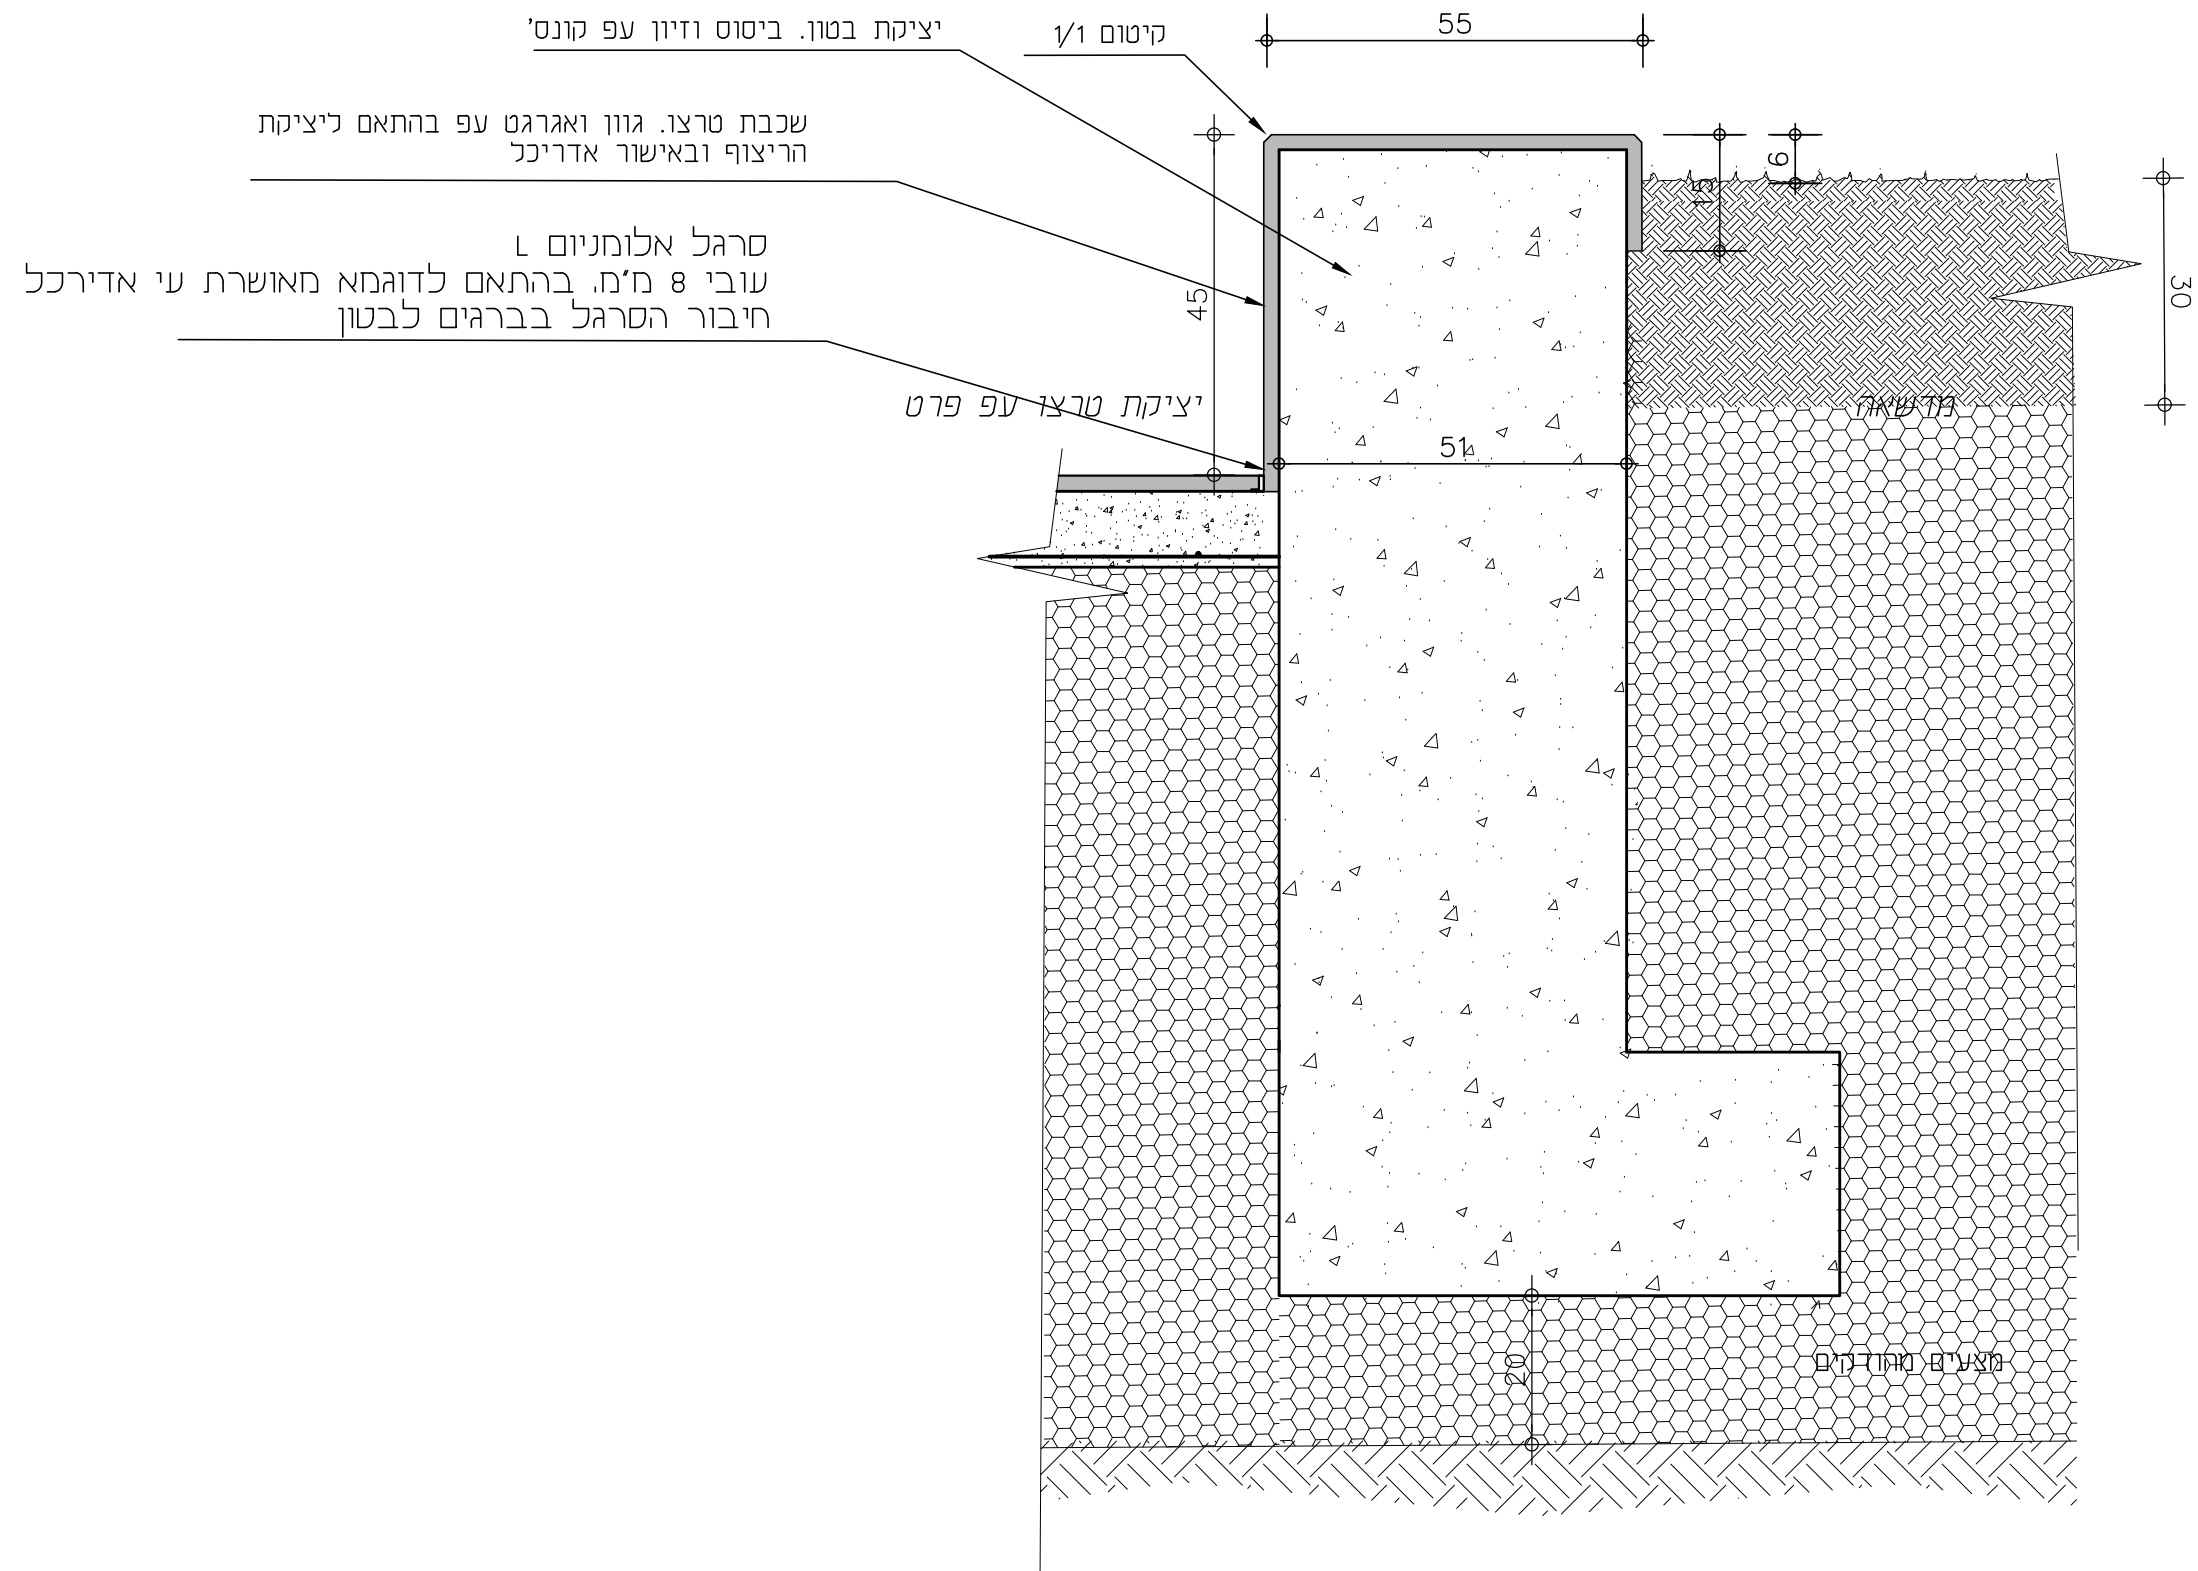 יציקת בטון. ביסוס וזיון עפ קונס'
קיטום 1/1
55
שכבת טרצו. גוון ואגרגט עפ בהתאם ליציקת
הריצוף ובאישור אדריכל
סרגל אלומניום L
עובי 8 מ"מ. בהתאם לדוגמא מאושרת עי אדירכל
חיבור הסרגל בברגים לבטון
45
15
6
30
יציקת טרצו עפ פרט
מדשאה
51
20
מצעים מהודקים